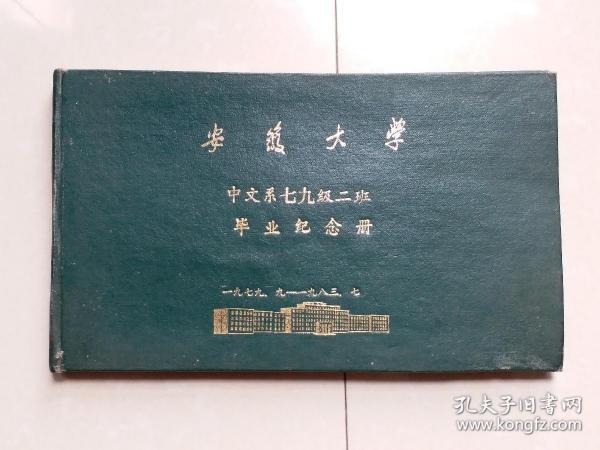 安徽大学
中文系七九级二班
毕业纪念册
一九七九、九——一九八三、七
孔夫子旧书网
www.kongfz.com